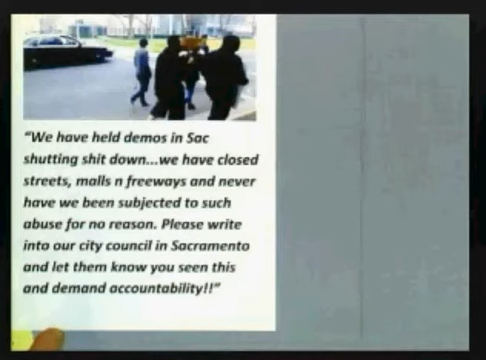 “We have held demos in Sac
shutting shit down...we have closed
streets, malls n freeways and never
have we been subjected to such
abuse for no reason. Please write
into our city council in Sacramento
and let them know you seen this
and demand accountability!!”